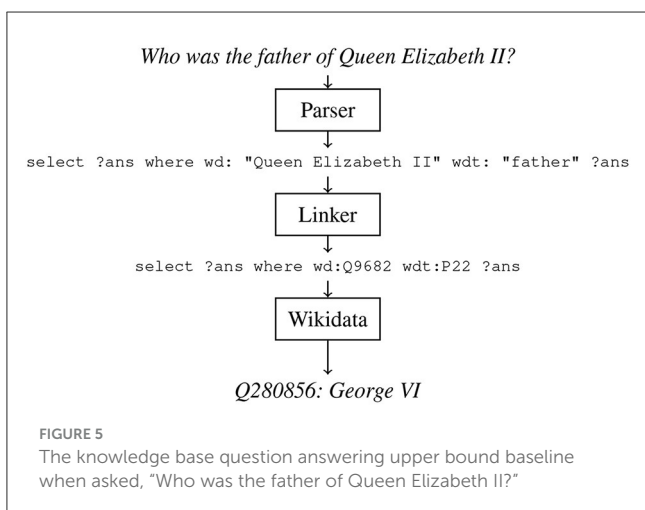 Who was the father of Queen Elizabeth II?
Parser
select ?ans where wd: "Queen Elizabeth II" wdt: "father" ?ans
Linker
select ?ans where wd:Q9682 wdt:P22 ?ans
Wikidata
Q280856: George VI
FIGURE 5
The knowledge base question answering upper bound baseline
when asked, “Who was the father of Queen Elizabeth II?”